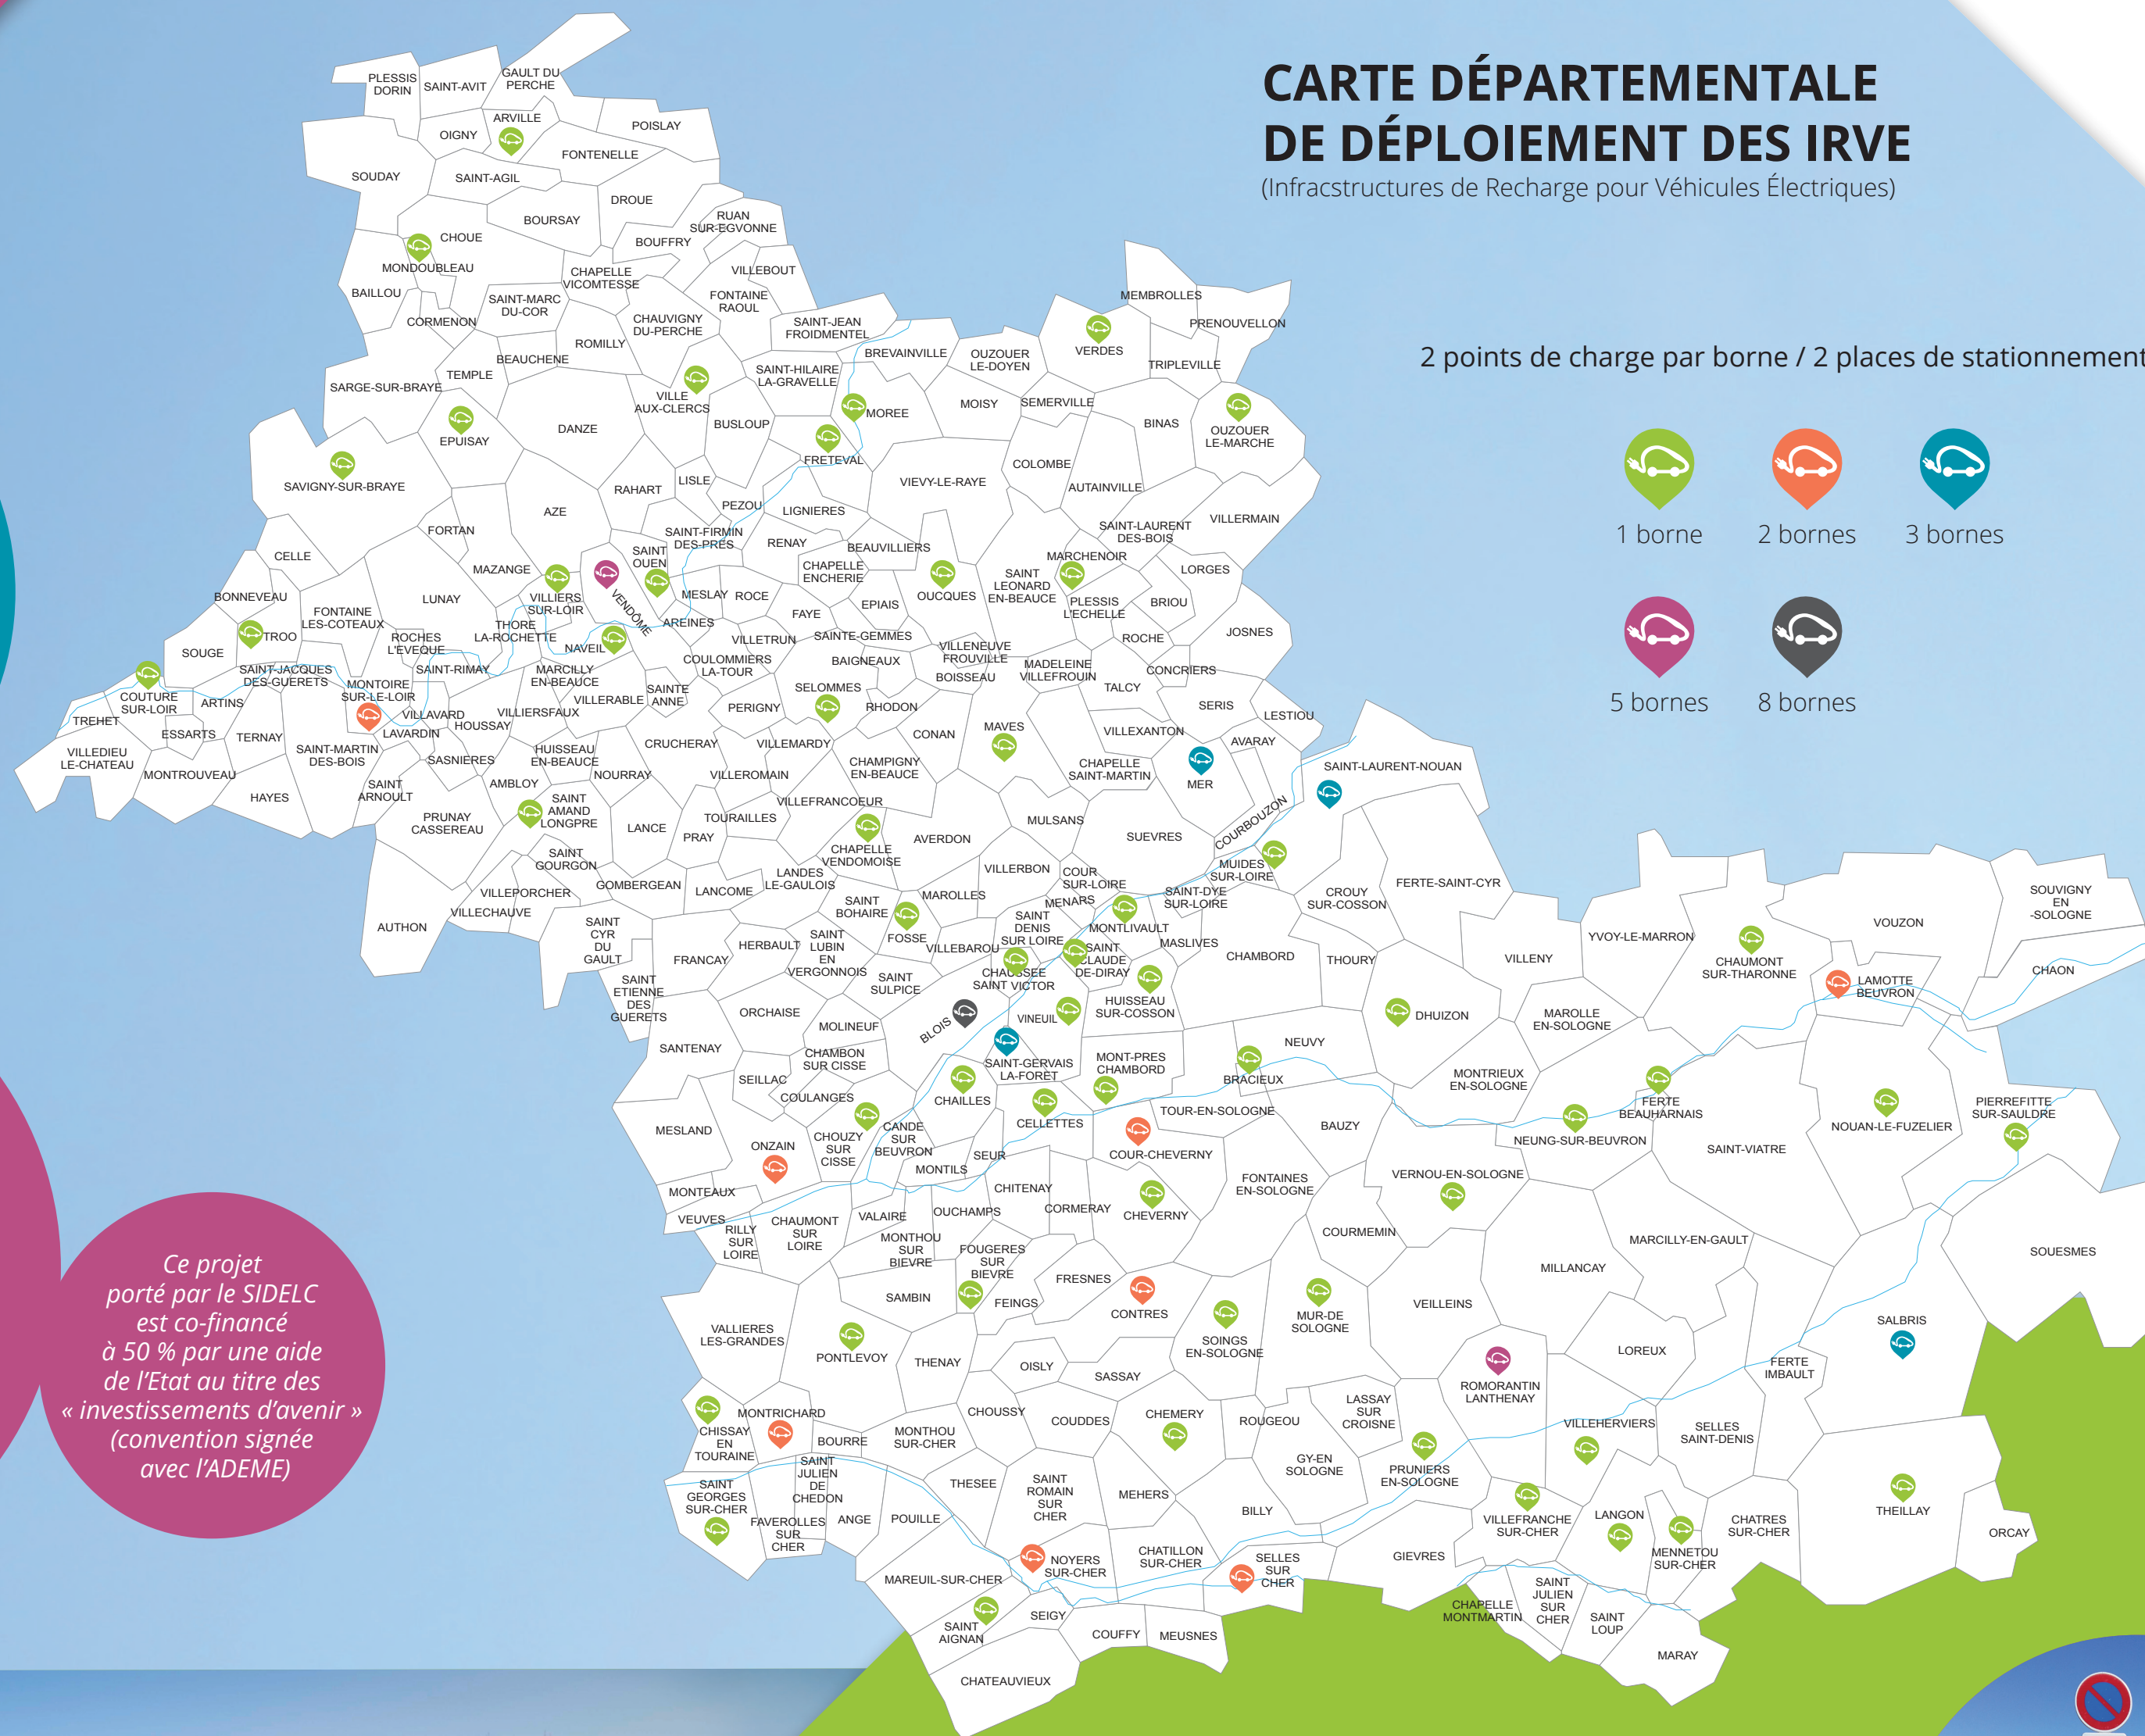 CARTE DÉPARTEMENTALE
DE DÉPLOIEMENT DES IRVE
(Infracstructures de Recharge pour Véhicules Électriques)
2 points de charge par borne / 2 places de stationnement
1 borne
2 bornes
3 bornes
5 bornes
8 bornes
PLESSIS
DORIN
SAINT-AVIT
GAULT DU
PERCHE
ARVILLE
OIGNY
POISLAY
FONTENELLE
SOUDAY
SAINT-AGIL
DROUE
BOURSAY
RUAN
SUR-EGVONNE
CHOUE
BOUFFRY
MONDOUBLEAU
CHAPELLE
VICOMTESSE
VILLEBOUT
BAILLOU
SAINT-MARC
DU-COR
FONTAINE
RAOUL
CORMENON
CHAUVIGNY
DU-PERCHE
SAINT-JEAN
FROIDMENTEL
ROMILLY
BEAUCHENE
TEMPLE
SARGE-SUR-BRAYE
BREVAINVILLE
OUZOUER
LE-DOYEN
VERDES
MEMBROLLES
PRENOUVELLON
TRIPLEVILLE
SAINT-HILAIRE
LA-GRAVELLE
VILLE
AUX-CLERCS
MOREE
MOISY
SEMERVILLE
BUSLOUP
BINAS
OUZOUER
LE-MARCHE
EPUISAY
DANZE
FRETEVAL
COLOMBE
SAVIGNY-SUR-BRAYE
RAHART
LISLE
VIEVY-LE-RAYE
AUTAINVILLE
PEZOU
LIGNIERES
AZE
FORTAN
SAINT-FIRMIN
DES-PRES
SAINT-LAURENT
DES-BOIS
VILLERMAIN
RENAY
BEAUVILLIERS
SAINT
OUEN
CELLE
MAZANGE
CHAPELLE
ENCHERIE
MARCHENOIR
LORGES
SAINT
LEONARD
EN-BEAUCE
BONNEVEAU
LUNAY
VILLIERS
SUR-LOIR
VENDÔME
MESLAY
ROCE
OUCQUES
PLESSIS
L'ECHELLE
BRIOU
FONTAINE
LES-COTEAUX
FAYE
EPIAIS
THORE
LA-ROCHETTE
AREINES
TROO
ROCHES
L'EVEQUE
NAVEIL
VILLETRUN
SAINTE-GEMMES
ROCHE
JOSNES
SOUGE
COULOMMIERS
LA-TOUR
BAIGNEAUX
VILLENEUVE
FROUVILLE
SAINT-JACQUES
DES-GUERETS
SAINT-RIMAY
MARCILLY
EN-BEAUCE
MADELEINE
VILLEFROUIN
CONCRIERS
BOISSEAU
TALCY
MONTOIRE
SUR-LE-LOIR
SELOMMES
SAINTE
ANNE
VILLERABLE
COUTURE
SUR-LOIR
ARTINS
PERIGNY
RHODON
SERIS
TREHET
VILLAVARD
VILLIERSFAUX
LESTIOU
HOUSSAY
MAVES
VILLEXANTON
ESSARTS
TERNAY
LAVARDIN
CONAN
AVARAY
CRUCHERAY
VILLEMARDY
VILLEDIEU
LE-CHATEAU
SAINT-MARTIN
DES-BOIS
HUISSEAU
EN-BEAUCE
SASNIERES
CHAMPIGNY
EN-BEAUCE
CHAPELLE
SAINT-MARTIN
SAINT-LAURENT-NOUAN
MONTROUVEAU
NOURRAY
VILLEROMAIN
MER
AMBLOY
SAINT
ARNOULT
HAYES
SAINT
AMAND
LONGPRE
VILLEFRANCOEUR
COURBOUZON
PRUNAY
CASSEREAU
TOURAILLES
MULSANS
LANCE
PRAY
SUEVRES
AVERDON
CHAPELLE
VENDOMOISE
SAINT
GOURGON
MUIDES
SUR-LOIRE
VILLERBON
COUR
SUR-LOIRE
LANDES
LE-GAULOIS
GOMBERGEAN
LANCOME
VILLEPORCHER
MAROLLES
SAINT-DYE
SUR-LOIRE
CROUY
SUR-COSSON
FERTE-SAINT-CYR
SOUVIGNY
EN
-SOLOGNE
MENARS
SAINT
BOHAIRE
VILLECHAUVE
SAINT
DENIS
SUR LOIRE
MONTLIVAULT
VOUZON
AUTHON
SAINT
CYR
DU
GAULT
FOSSE
YVOY-LE-MARRON
HERBAULT
SAINT
LUBIN
EN
VERGONNOIS
VILLEBAROU
MASLIVES
SAINT
CLAUDE
DE-DIRAY
FRANCAY
CHAMBORD
THOURY
VILLENY
CHAUMONT
SUR-THARONNE
CHAON
CHAUSSEE
SAINT VICTOR
SAINT
SULPICE
LAMOTTE
BEUVRON
SAINT
ETIENNE
DES
GUERETS
HUISSEAU
SUR-COSSON
ORCHAISE
VINEUIL
DHUIZON
MAROLLE
EN-SOLOGNE
MOLINEUF
BLOIS
NEUVY
SANTENAY
CHAMBON
SUR CISSE
SAINT-GERVAIS
LA-FORÊT
MONT-PRES
CHAMBORD
SEILLAC
BRACIEUX
MONTRIEUX
EN-SOLOGNE
COULANGES
CHAILLES
TOUR-EN-SOLOGNE
FERTE
BEAUHARNAIS
PIERREFITTE
SUR-SAULDRE
CELLETTES
MESLAND
BAUZY
NOUAN-LE-FUZELIER
CANDE
SUR
BEUVRON
CHOUZY
SUR
CISSE
NEUNG-SUR-BEUVRON
ONZAIN
SEUR
COUR-CHEVERNY
SAINT-VIATRE
MONTILS
VERNOU-EN-SOLOGNE
FONTAINES
EN-SOLOGNE
MONTEAUX
CHITENAY
CORMERAY
OUCHAMPS
CHEVERNY
VEUVES
VALAIRE
RILLY
SUR
LOIRE
CHAUMONT
SUR
LOIRE
COURMEMIN
MARCILLY-EN-GAULT
MONTHOU
SUR
BIEVRE
FOUGERES
SUR
BIEVRE
SOUESMES
MILLANCAY
FRESNES
SAMBIN
FEINGS
VEILLEINS
CONTRES
MUR-DE
SOLOGNE
SALBRIS
VALLIERES
LES-GRANDES
SOINGS
EN-SOLOGNE
PONTLEVOY
THENAY
OISLY
LOREUX
SASSAY
FERTE
IMBAULT
ROMORANTIN
LANTHENAY
LASSAY
SUR
CROISNE
MONTRICHARD
CHOUSSY
COUDDES
CHEMERY
ROUGEOU
VILLEHERVIERS
SELLES
SAINT-DENIS
CHISSAY
EN
TOURAINE
BOURRE
MONTHOU
SUR-CHER
GY-EN
SOLOGNE
PRUNIERS
EN-SOLOGNE
SAINT
JULIEN
DE
CHEDON
SAINT
GEORGES
SUR-CHER
THESEE
SAINT
ROMAIN
SUR
CHER
MEHERS
BILLY
THEILLAY
FAVEROLLES
SUR
CHER
ANGE
POUILLE
VILLEFRANCHE
SUR-CHER
LANGON
CHATRES
SUR-CHER
ORCAY
MENNETOU
SUR-CHER
NOYERS
SUR-CHER
CHATILLON
SUR-CHER
SELLES
SUR
CHER
GIEVRES
MAREUIL-SUR-CHER
SAINT
JULIEN
SUR
CHER
CHAPELLE
MONTMARTIN
SEIGY
SAINT
LOUP
SAINT
AIGNAN
COUFFY
MEUSNES
MARAY
CHATEAUVIEUX
Ce projet
porté par le SIDELC
est co-financé
à 50 % par une aide
de l'Etat au titre des
« investissements d'avenir »
(convention signée
avec l'ADEME)